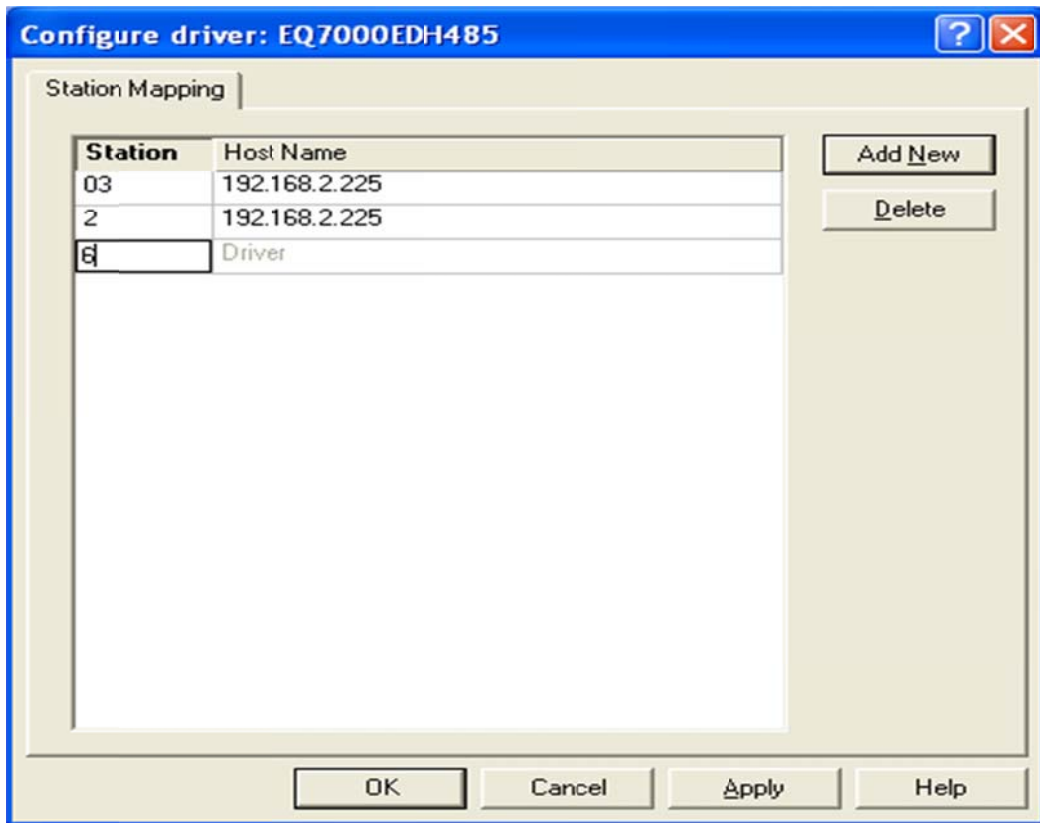 Configure driver: EQ7000EDH485
Station Mapping
Station Host Name
03 192.168.2.225
2 192.168.2.225
6 Driver
Add New
Delete
OK Cancel Apply Help